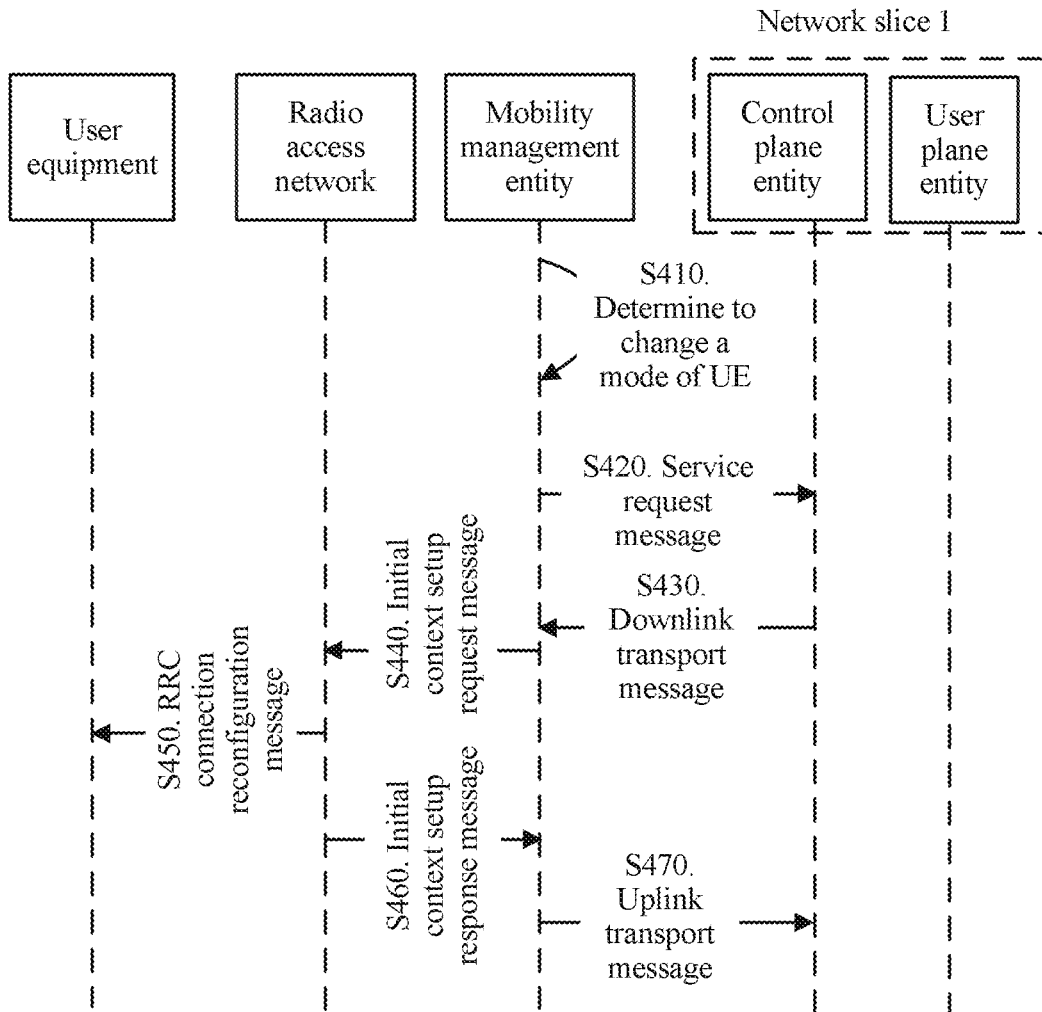 Network slice 1
User
equipment
Radio
access
network
Mobility
management
entity
Control
plane
entity
User
plane
entity
S410.
Determine to
change a
mode of UE
S420. Service
request
message
S430.
Downlink
transport
message
S440. Initial
context setup
request message
S450. RRC
connection
reconfiguration
message
S460. Initial
context setup
response message
S470.
Uplink
transport
message